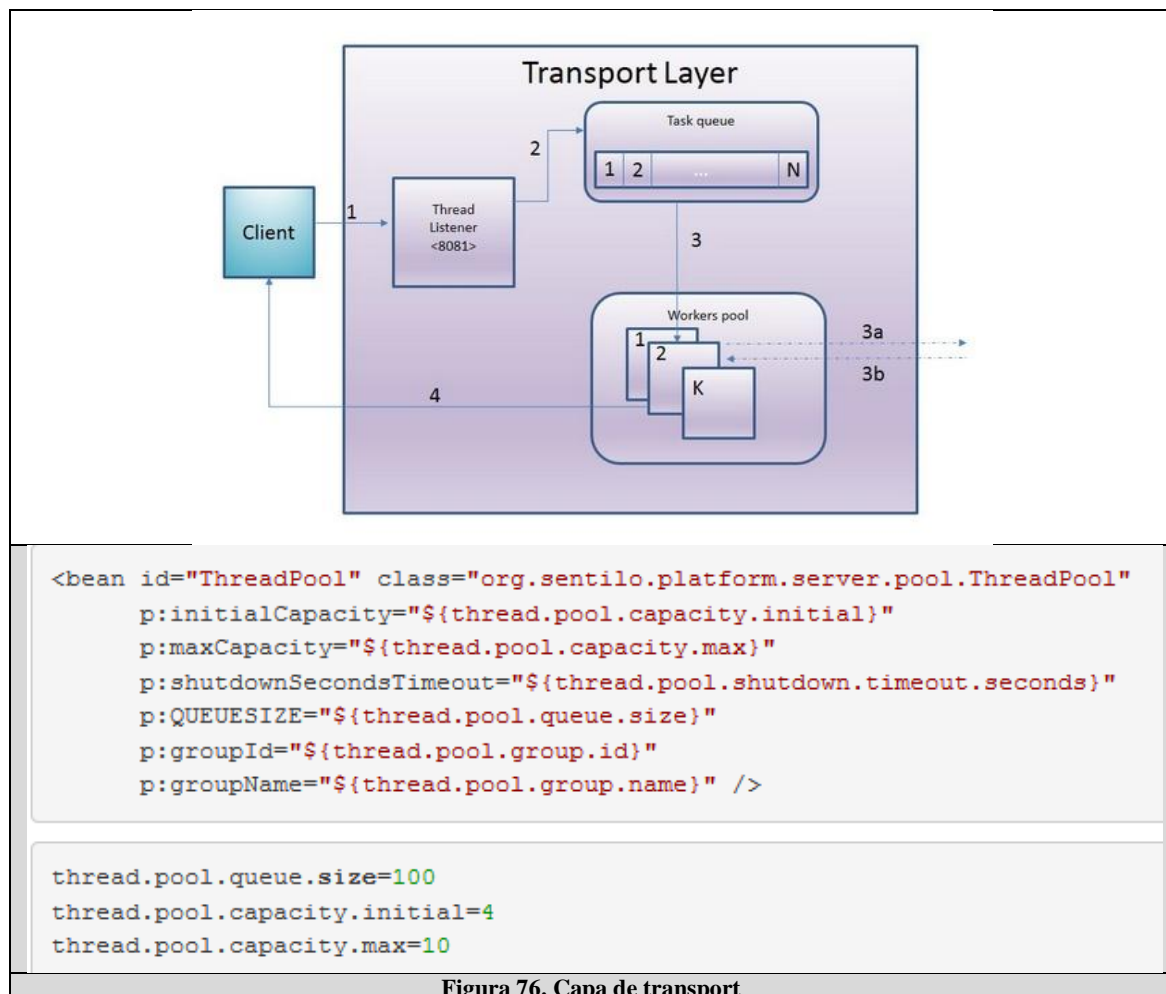 Transport Layer
Task queue
1 2 ... N
2
1
Thread
Listener
<8081>
Client
3
Workers pool
1
2
K
3a
3b
4
<bean id="ThreadPool" class="org.sentilo.platform.server.pool.ThreadPool"
p:initialCapacity="${thread.pool.capacity.initial}"
p:maxCapacity="${thread.pool.capacity.max}"
p:shutdownSecondsTimeout="${thread.pool.shutdown.timeout.seconds}"
p:QUEUESIZE="${thread.pool.queue.size}"
p:groupId="${thread.pool.group.id}"
p:groupName="${thread.pool.group.name}" />
thread.pool.queue.size=100
thread.pool.capacity.initial=4
thread.pool.capacity.max=10
Figura 76. Capa de transport